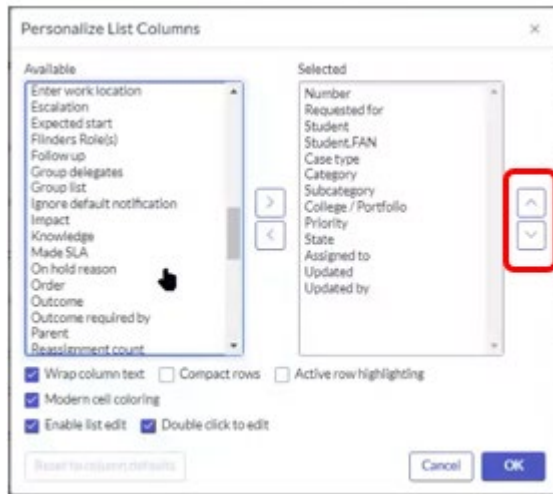 Personalize List Columns
Available
Enter work location
Escalation
Expected start
Flinders Role(s)
Follow up
Group delegates
Group list
Ignore default notification
Impact
Knowledge
Made SLA
On hold reason
Order
Outcome
Outcome required by
Parent
Reassignment count
Selected
Number
Requested for
Student
Student.FAN
Case type
Category
Subcategory
College / Portfolio
Priority
State
Assigned to
Updated
Updated by
Wrap column text Compact rows Active row highlighting
Modern cell coloring
Enable list edit Double click to edit
Reset to column defaults Cancel OK